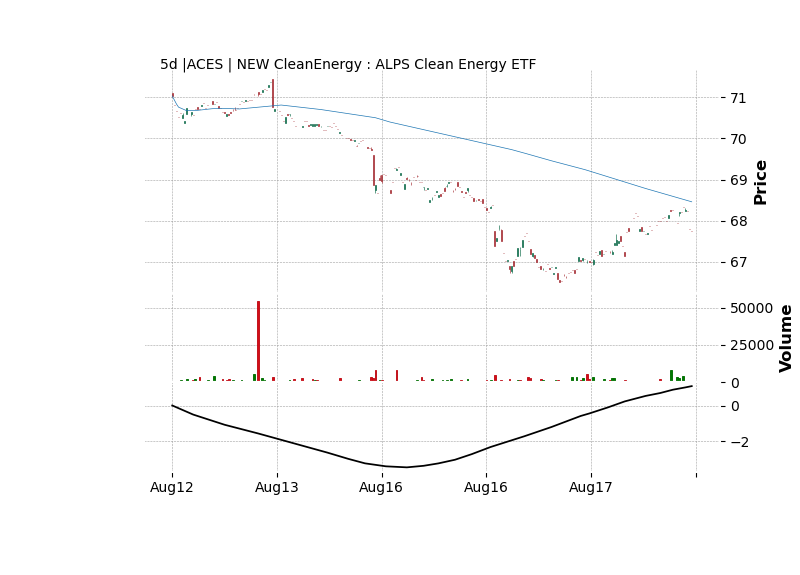 5d |ACES | NEW CleanEnergy : ALPS Clean Energy ETF
71
70
69
68
67
Price
50000
25000
0
Volume
0
−2
Aug12 Aug13 Aug16 Aug16 Aug17